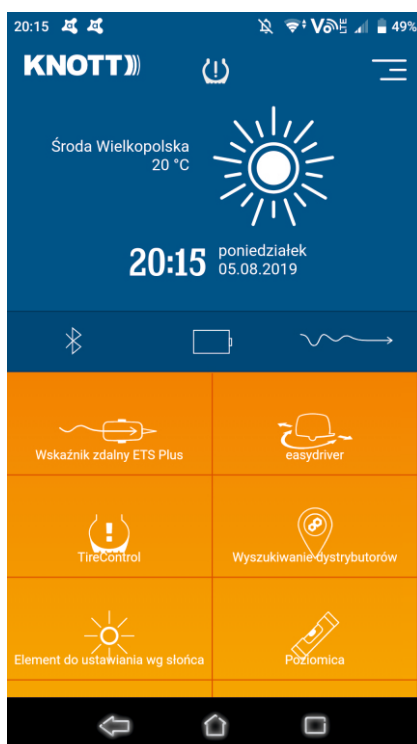 20:15
49%
KNOTT
Środa Wielkopolska
20 °C
20:15
poniedziałek
05.08.2019
Wskaźnik zdalny ETS Plus
easydriver
TireControl
Wyszukiwanie dystrybutorów
Element do ustawiania wg słońca
Poziomica